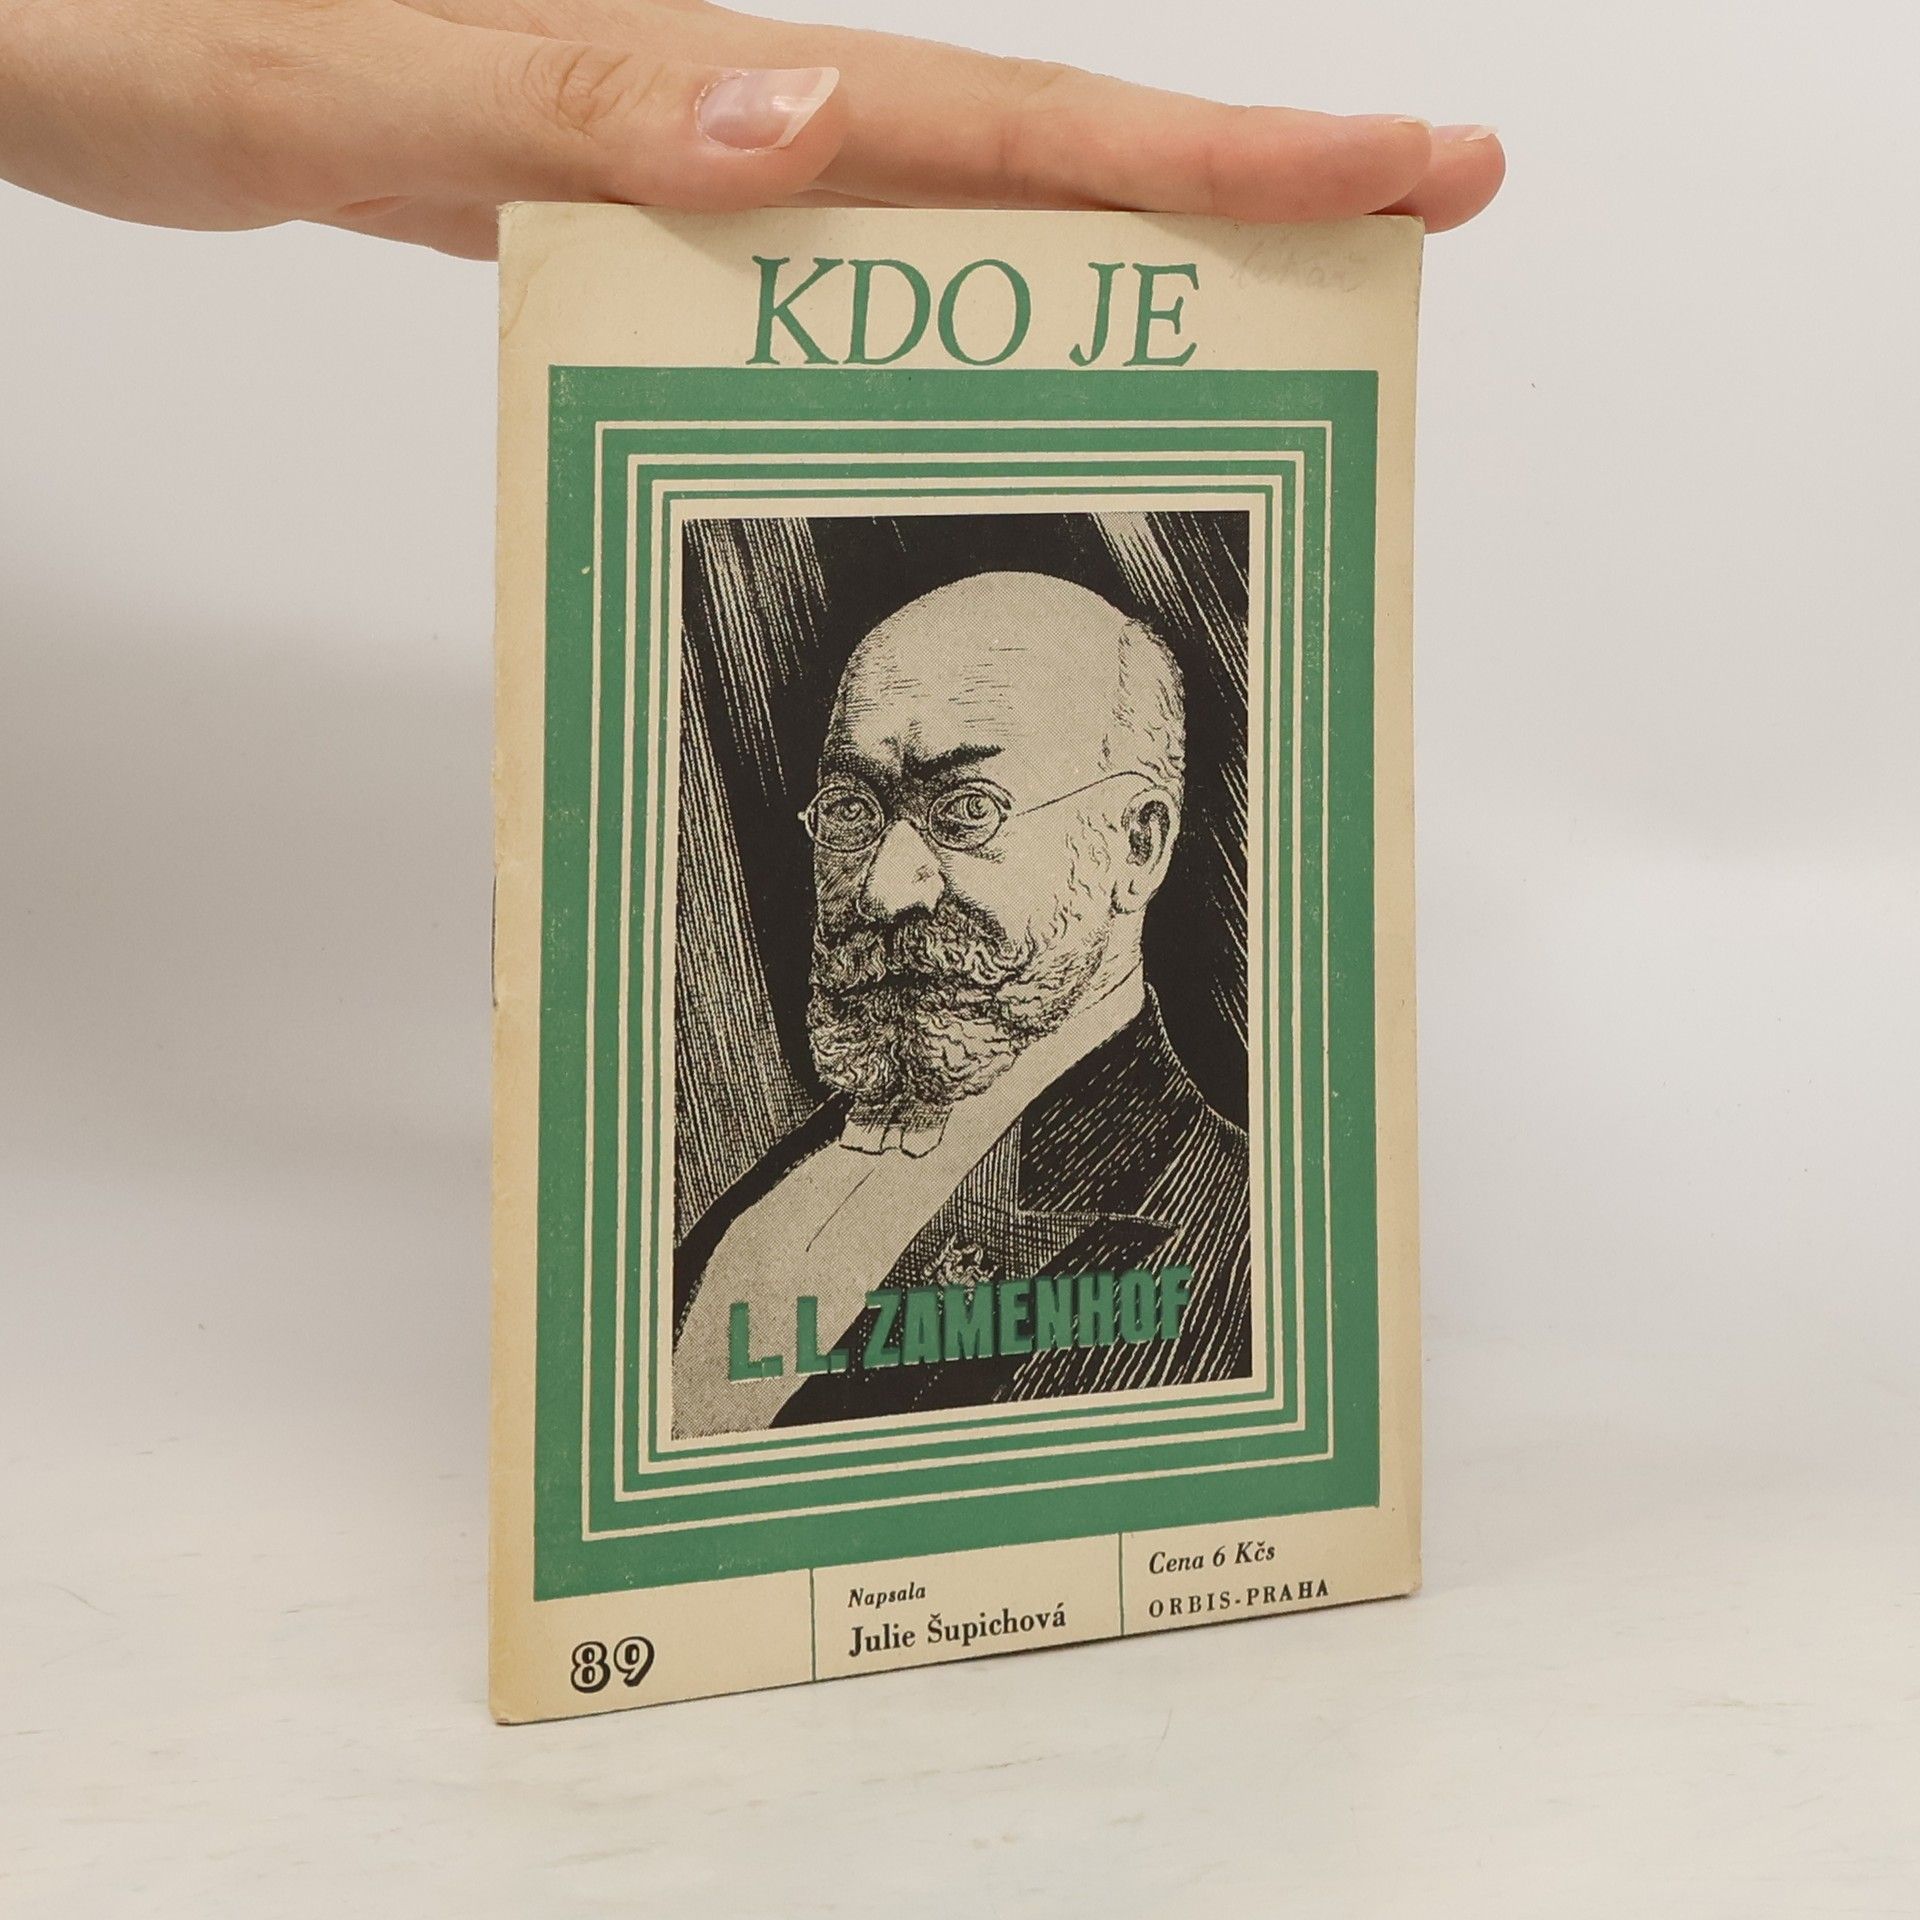 KDO JE
L. L. ZAMENHOF
89
Napsala
Julie Šupichová
Cena 6 Kčs
ORBIS-PRAHA